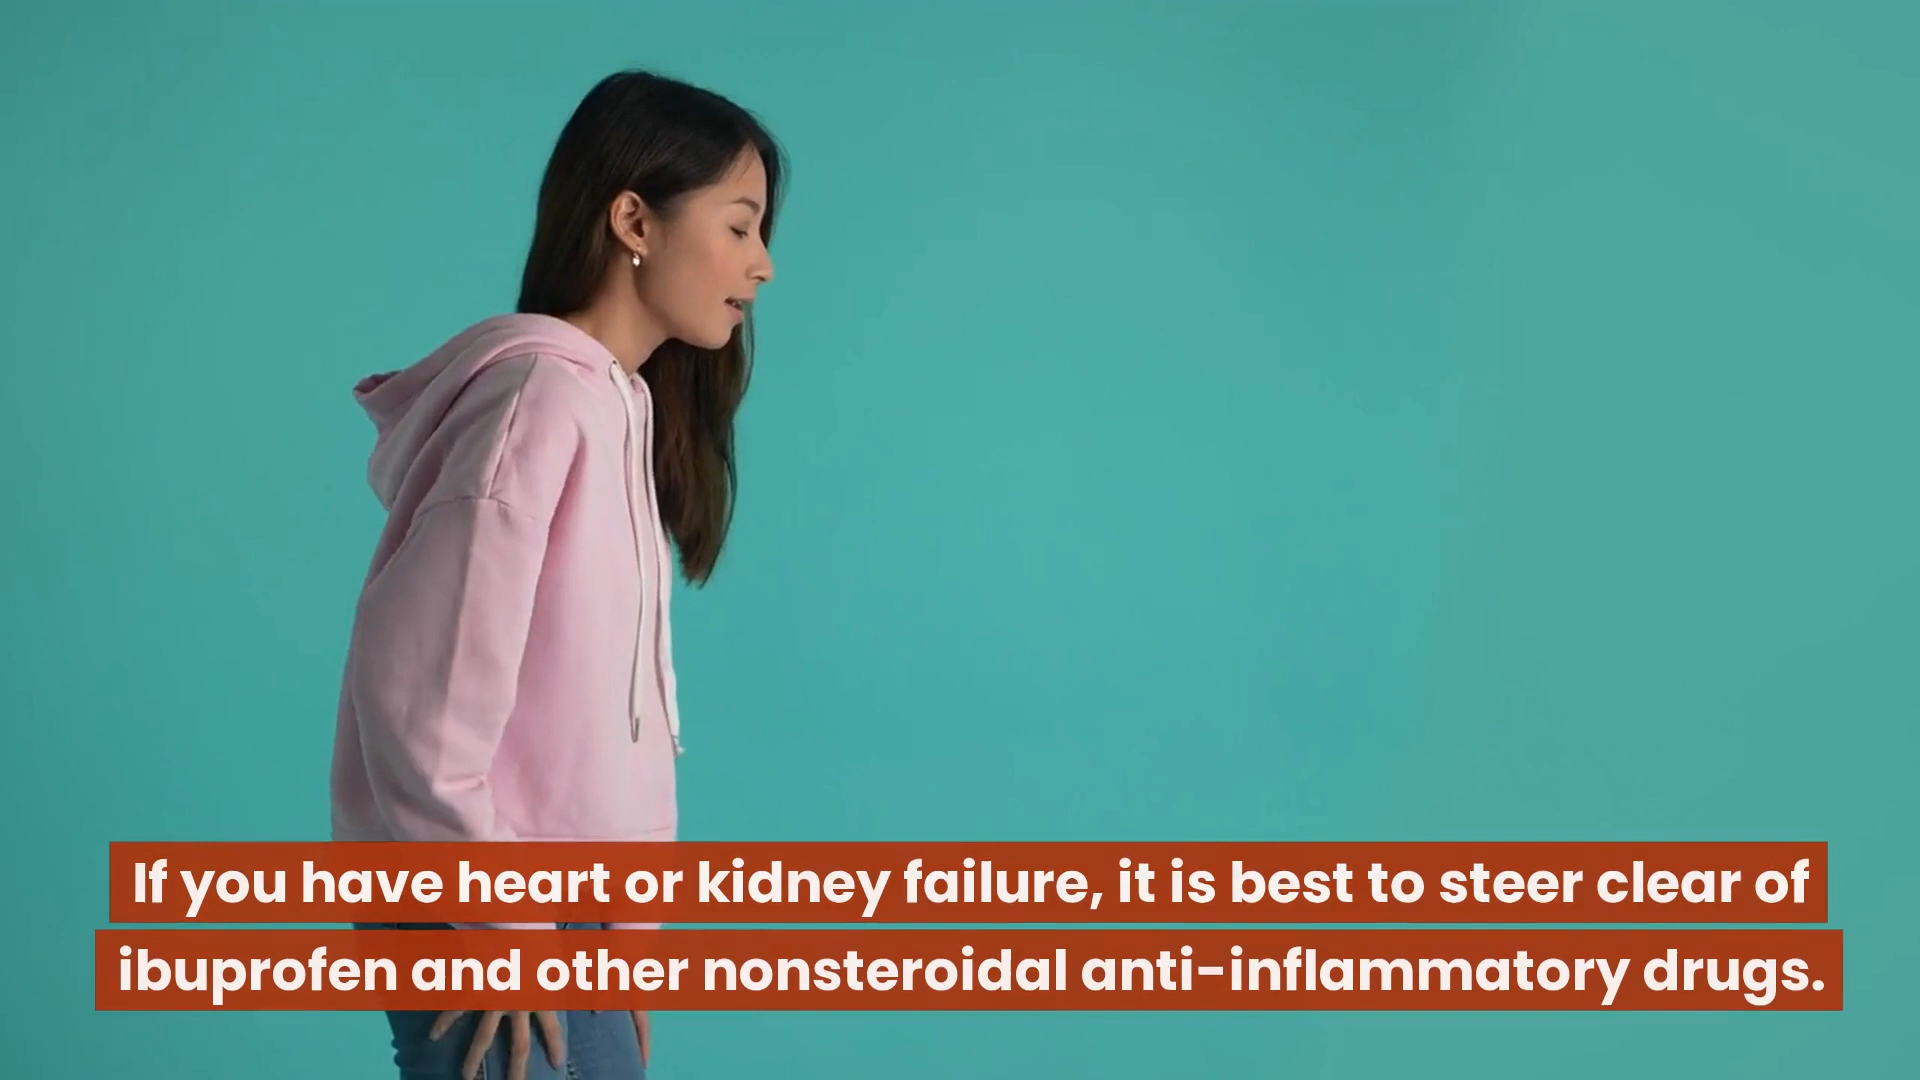 If you have heart or kidney failure, it is best to steer clear of
ibuprofen and other nonsteroidal anti-inflammatory drugs.